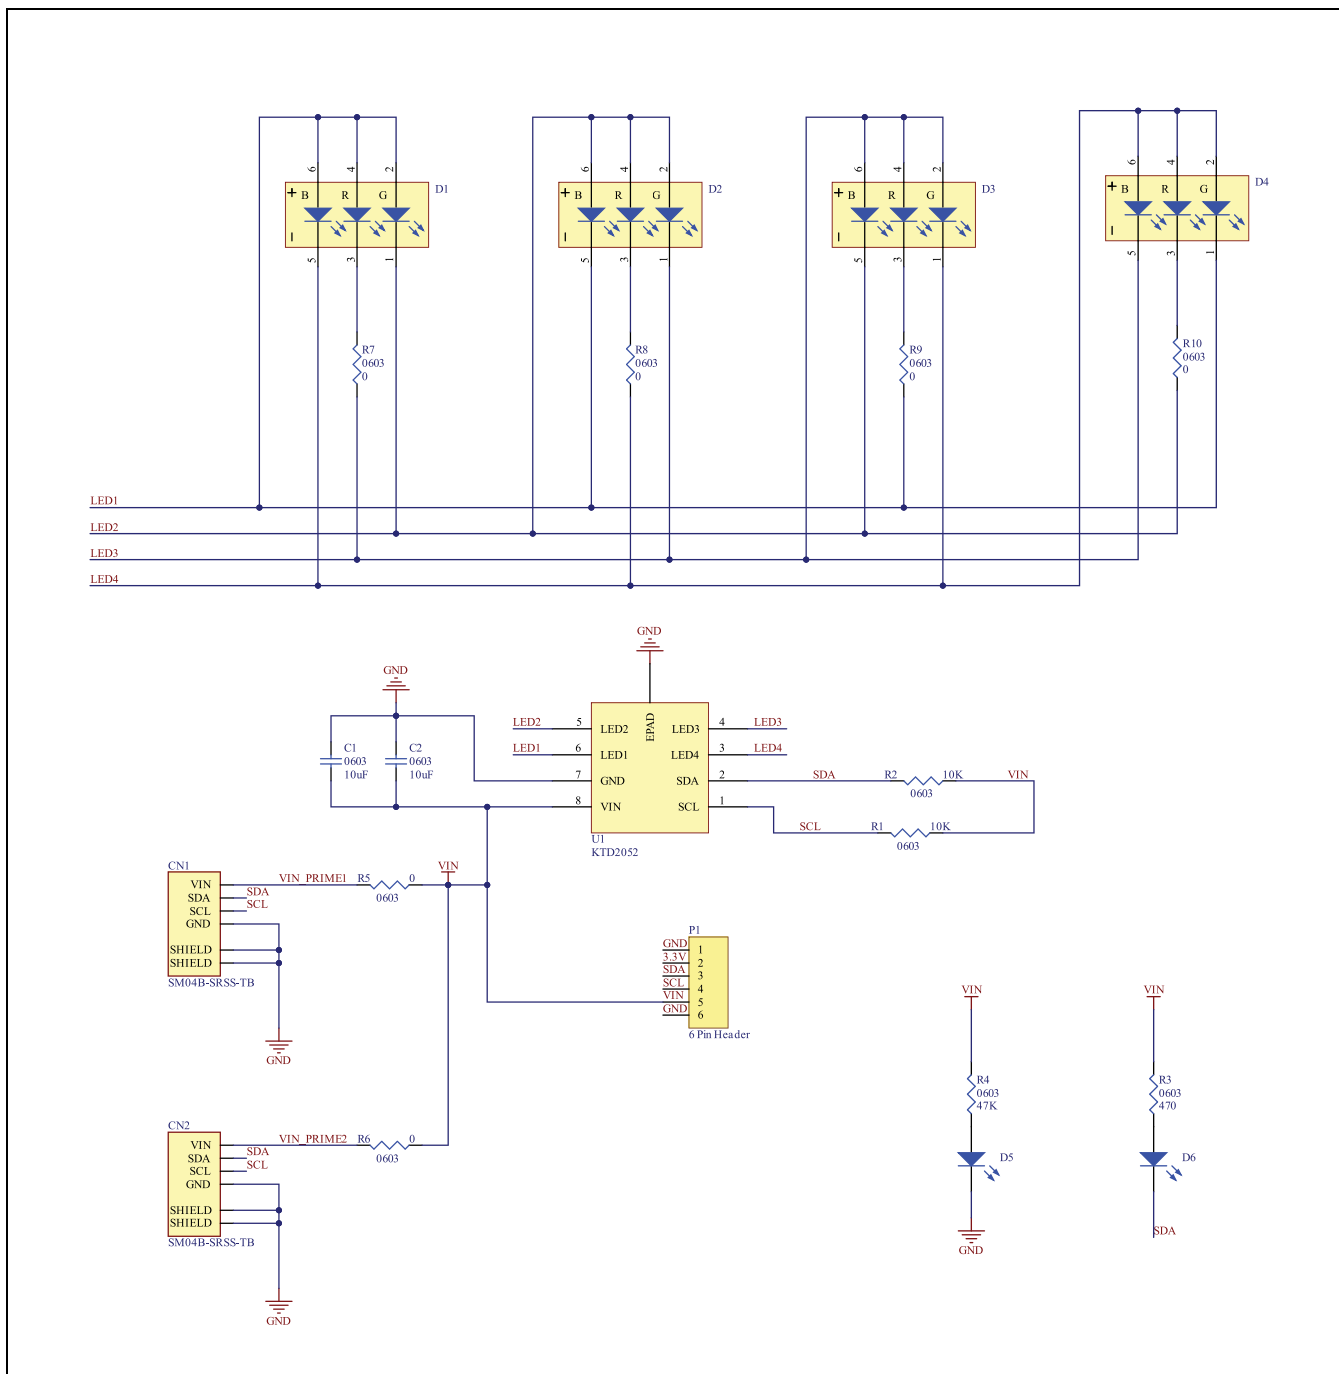 6 4 2
+ B R G D1
5 3 1
6 4 2
+ B R G D2
5 3 1
6 4 2
+ B R G D3
5 3 1
6 4 2
+ B R G D4
5 3 1
R7
0603
0
R8
0603
0
R9
0603
0
R10
0603
0
LED1
LED2
LED3
LED4
GND
GND
C1
0603
10uF
C2
0603
10uF
EPAD
LED2 5 LED2 LED3 4 LED3
LED1 6 LED1 LED4 3 LED4
7 GND SDA 2 SDA R2 10K VIN
0603
8 VIN SCL 1
SCL R1 10K
0603
U1
KTD2052
CN1
VIN VIN_PRIME1 R5 0 VIN
0603
SDA SDA
SCL SCL
GND
SHIELD
SHIELD
SM04B-SRSS-TB
GND
P1
GND 1
3.3V 2
SDA 3
SCL 4
VIN 5
GND 6
6 Pin Header
CN2
VIN VIN_PRIME2 R6 0
0603
SDA SDA
SCL SCL
GND
SHIELD
SHIELD
SM04B-SRSS-TB
GND
VIN
R4
0603
47K
D5
GND
VIN
R3
0603
470
D6
SDA